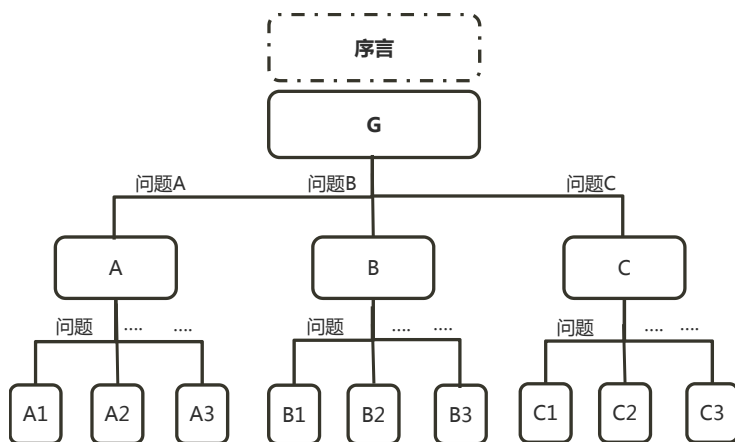 序言
G
问题A 问题B 问题C
A B C
问题 .... .... 问题 .... .... 问题 .... ....
A1 A2 A3 B1 B2 B3 C1 C2 C3